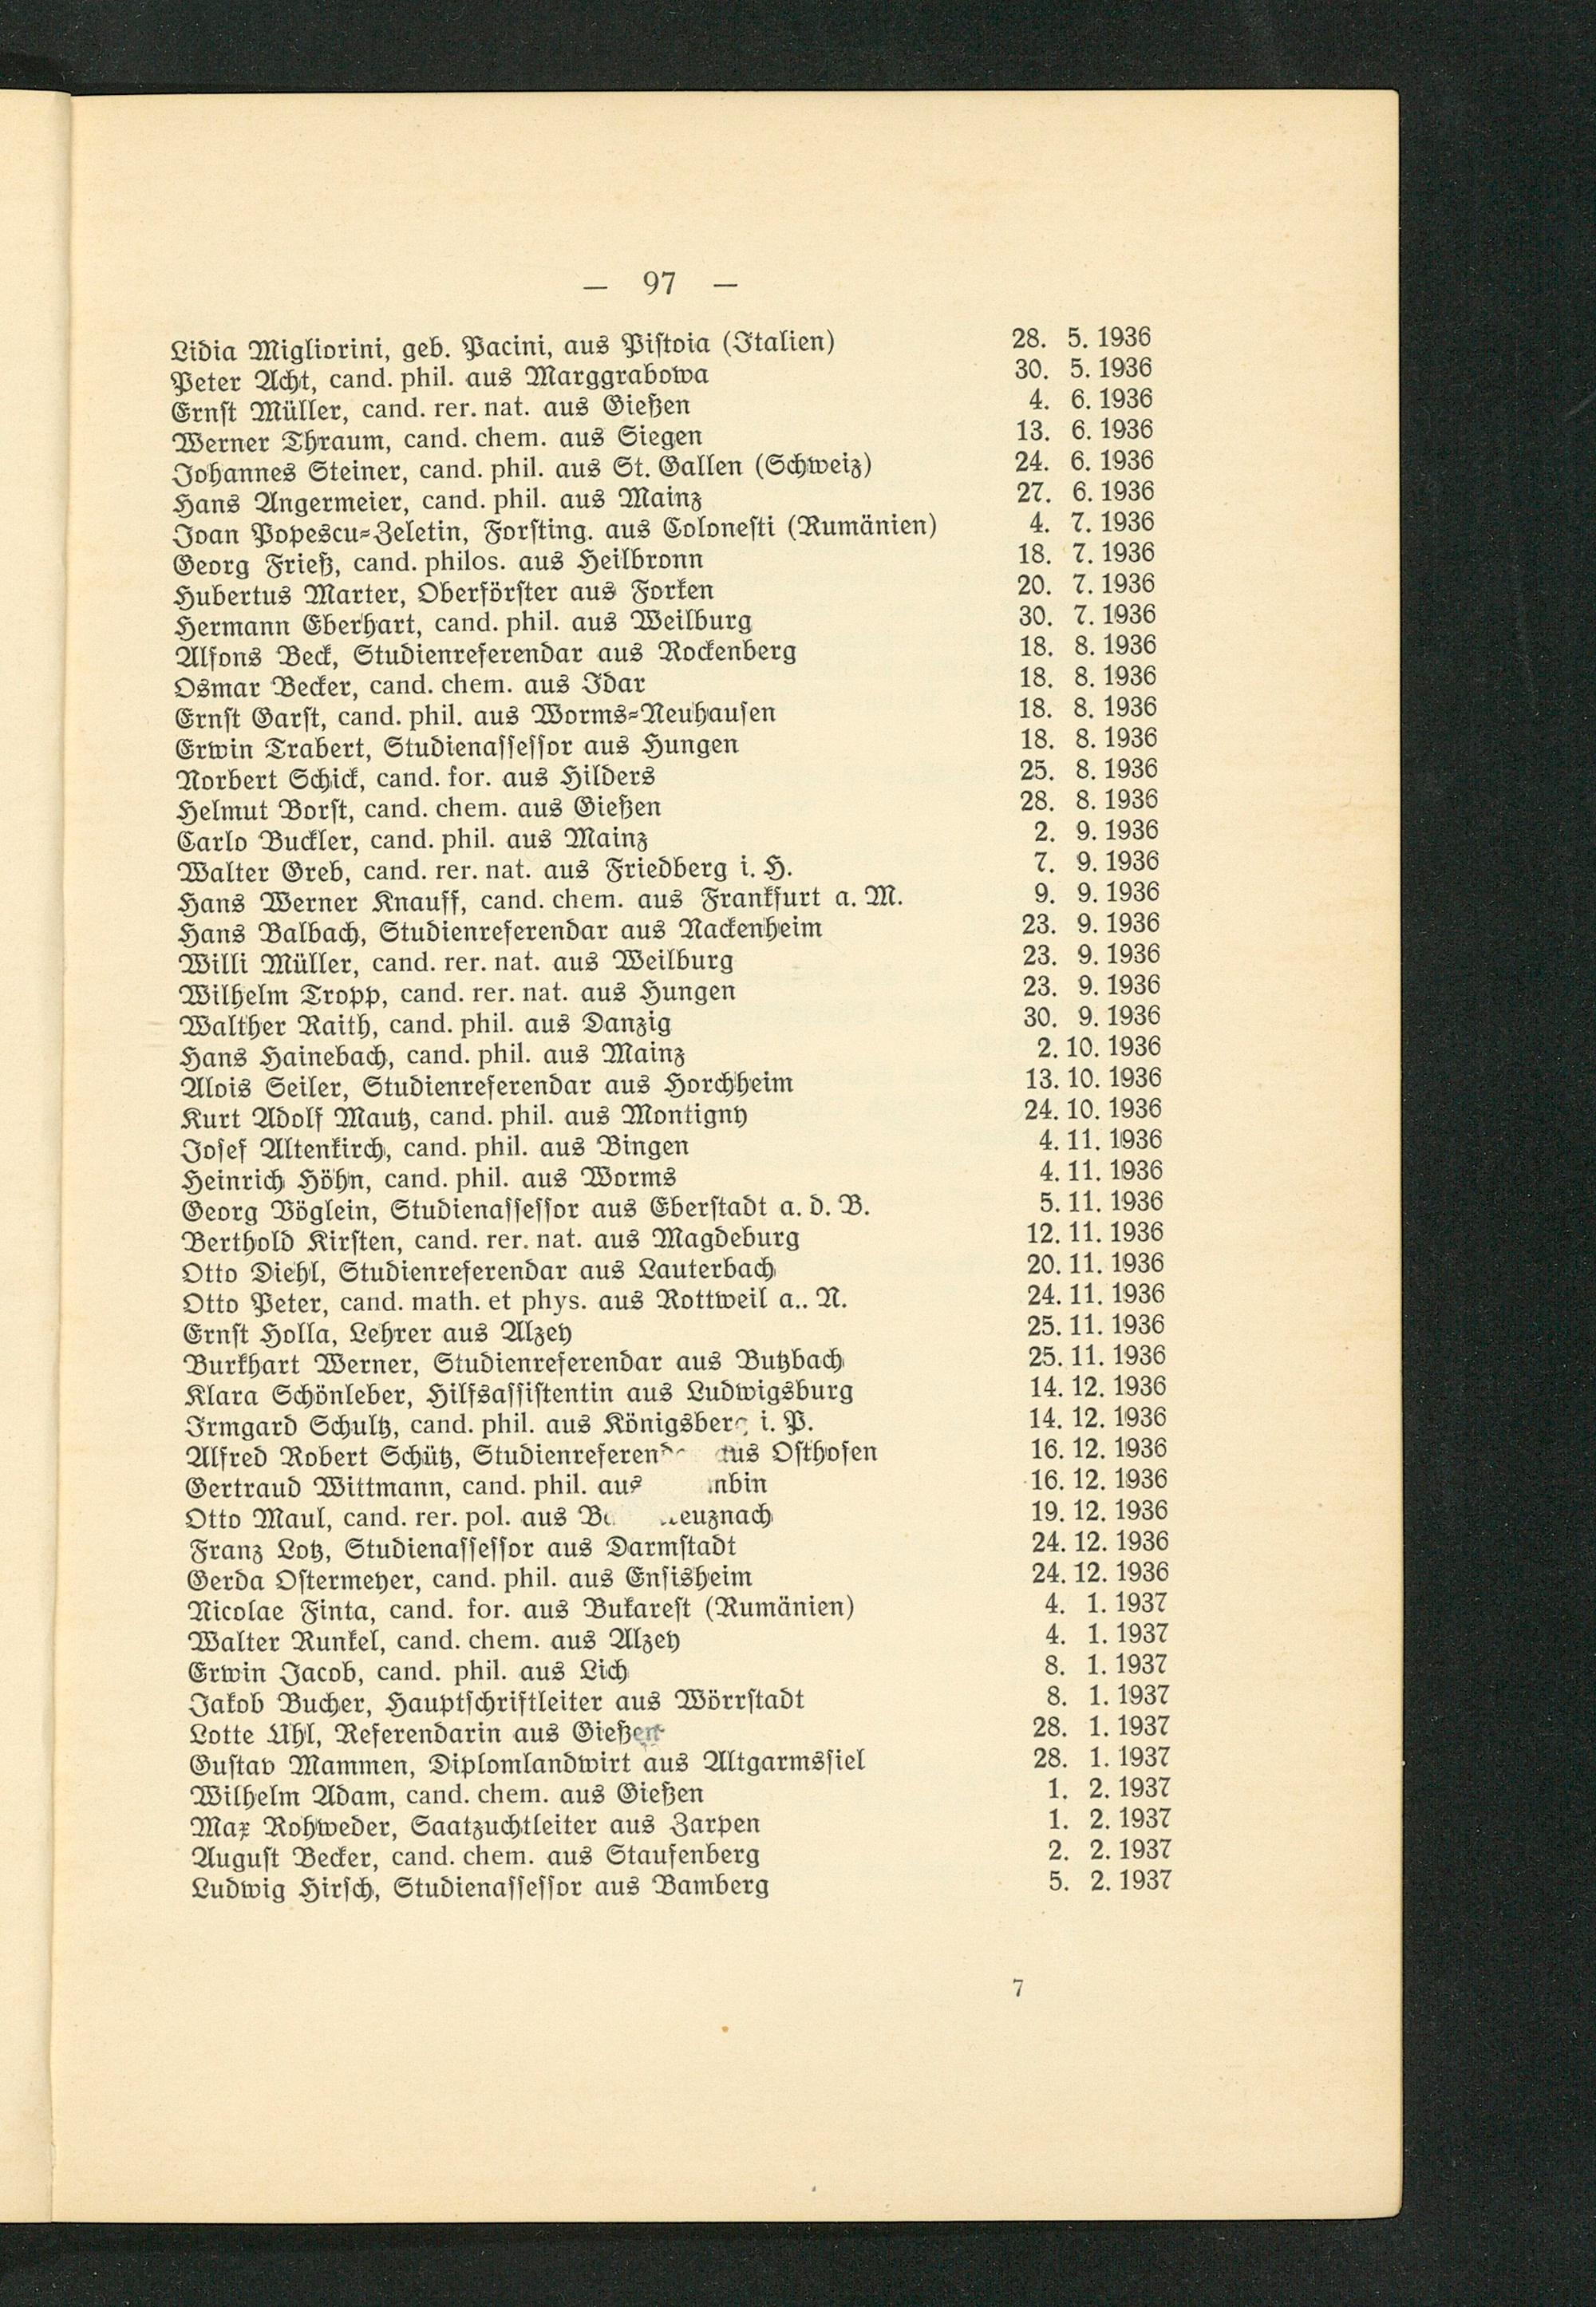 — 97 —
Lidia Migliorini, geb. Pacini, aus Pistoia (Italien) 28. 5. 1936
Peter Acht, cand. phil. aus Marggrabowa 30. 5. 1936
Ernst Müller, cand. rer. nat. aus Gießen 4. 6. 1936
Werner Thraum, cand. chem. aus Siegen 13. 6. 1936
Johannes Steiner, cand. phil. aus St. Gallen (Schweiz) 24. 6. 1936
Hans Angermeier, cand. phil. aus Mainz 27. 6. 1936
Joan Popescu-Zeletin, Forsting. aus Colonesti (Rumänien) 4. 7. 1936
Georg Frieß, cand. philos. aus Heilbronn 18. 7. 1936
Hubertus Marter, Oberförster aus Forken 20. 7. 1936
Hermann Eberhart, cand. phil. aus Weilburg 30. 7. 1936
Alfons Beck, Studienreferendar aus Rockenberg 18. 8. 1936
Osmar Becker, cand. chem. aus Idar 18. 8. 1936
Ernst Garst, cand. phil. aus Worms-Neuhausen 18. 8. 1936
Erwin Trabert, Studienassessor aus Hungen 18. 8. 1936
Norbert Schick, cand. for. aus Hilders 25. 8. 1936
Helmut Borst, cand. chem. aus Gießen 28. 8. 1936
Carlo Buckler, cand. phil. aus Mainz 2. 9. 1936
Walter Greb, cand. rer. nat. aus Friedberg i. H. 7. 9. 1936
Hans Werner Knauff, cand. chem. aus Frankfurt a. M. 9. 9. 1936
Hans Balbach, Studienreferendar aus Nackenheim 23. 9. 1936
Willi Müller, cand. rer. nat. aus Weilburg 23. 9. 1936
Wilhelm Tropp, cand. rer. nat. aus Hungen 23. 9. 1936
Walther Raith, cand. phil. aus Danzig 30. 9. 1936
Hans Hainebach, cand. phil. aus Mainz 2. 10. 1936
Alois Seiler, Studienreferendar aus Horchheim 13. 10. 1936
Kurt Adolf Mautz, cand. phil. aus Montigny 24. 10. 1936
Josef Altenkirch, cand. phil. aus Bingen 4. 11. 1936
Heinrich Höhn, cand. phil. aus Worms 4. 11. 1936
Georg Vöglein, Studienassessor aus Eberstadt a. d. B. 5. 11. 1936
Berthold Kirsten, cand. rer. nat. aus Magdeburg 12. 11. 1936
Otto Diehl, Studienreferendar aus Lauterbach 20. 11. 1936
Otto Peter, cand. math. et phys. aus Rottweil a.. N. 24. 11. 1936
Ernst Holla, Lehrer aus Alzey 25. 11. 1936
Burkhart Werner, Studienreferendar aus Butzbach 25. 11. 1936
Klara Schönleber, Hilfsassistentin aus Ludwigsburg 14. 12. 1936
Irmgard Schultz, cand. phil. aus Königsberg i. P. 14. 12. 1936
Alfred Robert Schütz, aus Osthofen 16. 12. 1936
Gertraud Wittmann, cand. phil. aus 16. 12. 1936
Otto Maul, cand. rer. pol. aus 19. 12. 1936
Franz Lotz, Studienassessor aus Darmstadt 24. 12. 1936
Gerda Ostermeyer, cand. phil. aus Ensisheim 24. 12. 1936
Nicolae Finta, cand. for. aus Bukarest (Rumänien) 4. 1. 1937
Walter Runkel, cand. chem. aus Alzey 4. 1. 1937
Erwin Jacob, cand. phil. aus Lich 8. 1. 1937
Jakob Bucher, Hauptschriftleiter aus Wörrstadt 8. 1. 1937
Lotte Uhl, Referendarin aus Gießen 28. 1. 1937
Gustav Mammen, Diplomlandwirt aus Altgarmssiel 28. 1. 1937
Wilhelm Adam, cand. chem. aus Gießen 1. 2. 1937
Max Rohweder, Saatzuchtleiter aus Zarpen 1. 2. 1937
August Becker, cand. chem. aus Staufenberg 2. 2. 1937
Ludwig Hirsch, Studienassessor aus Bamberg 5. 2. 1937
7